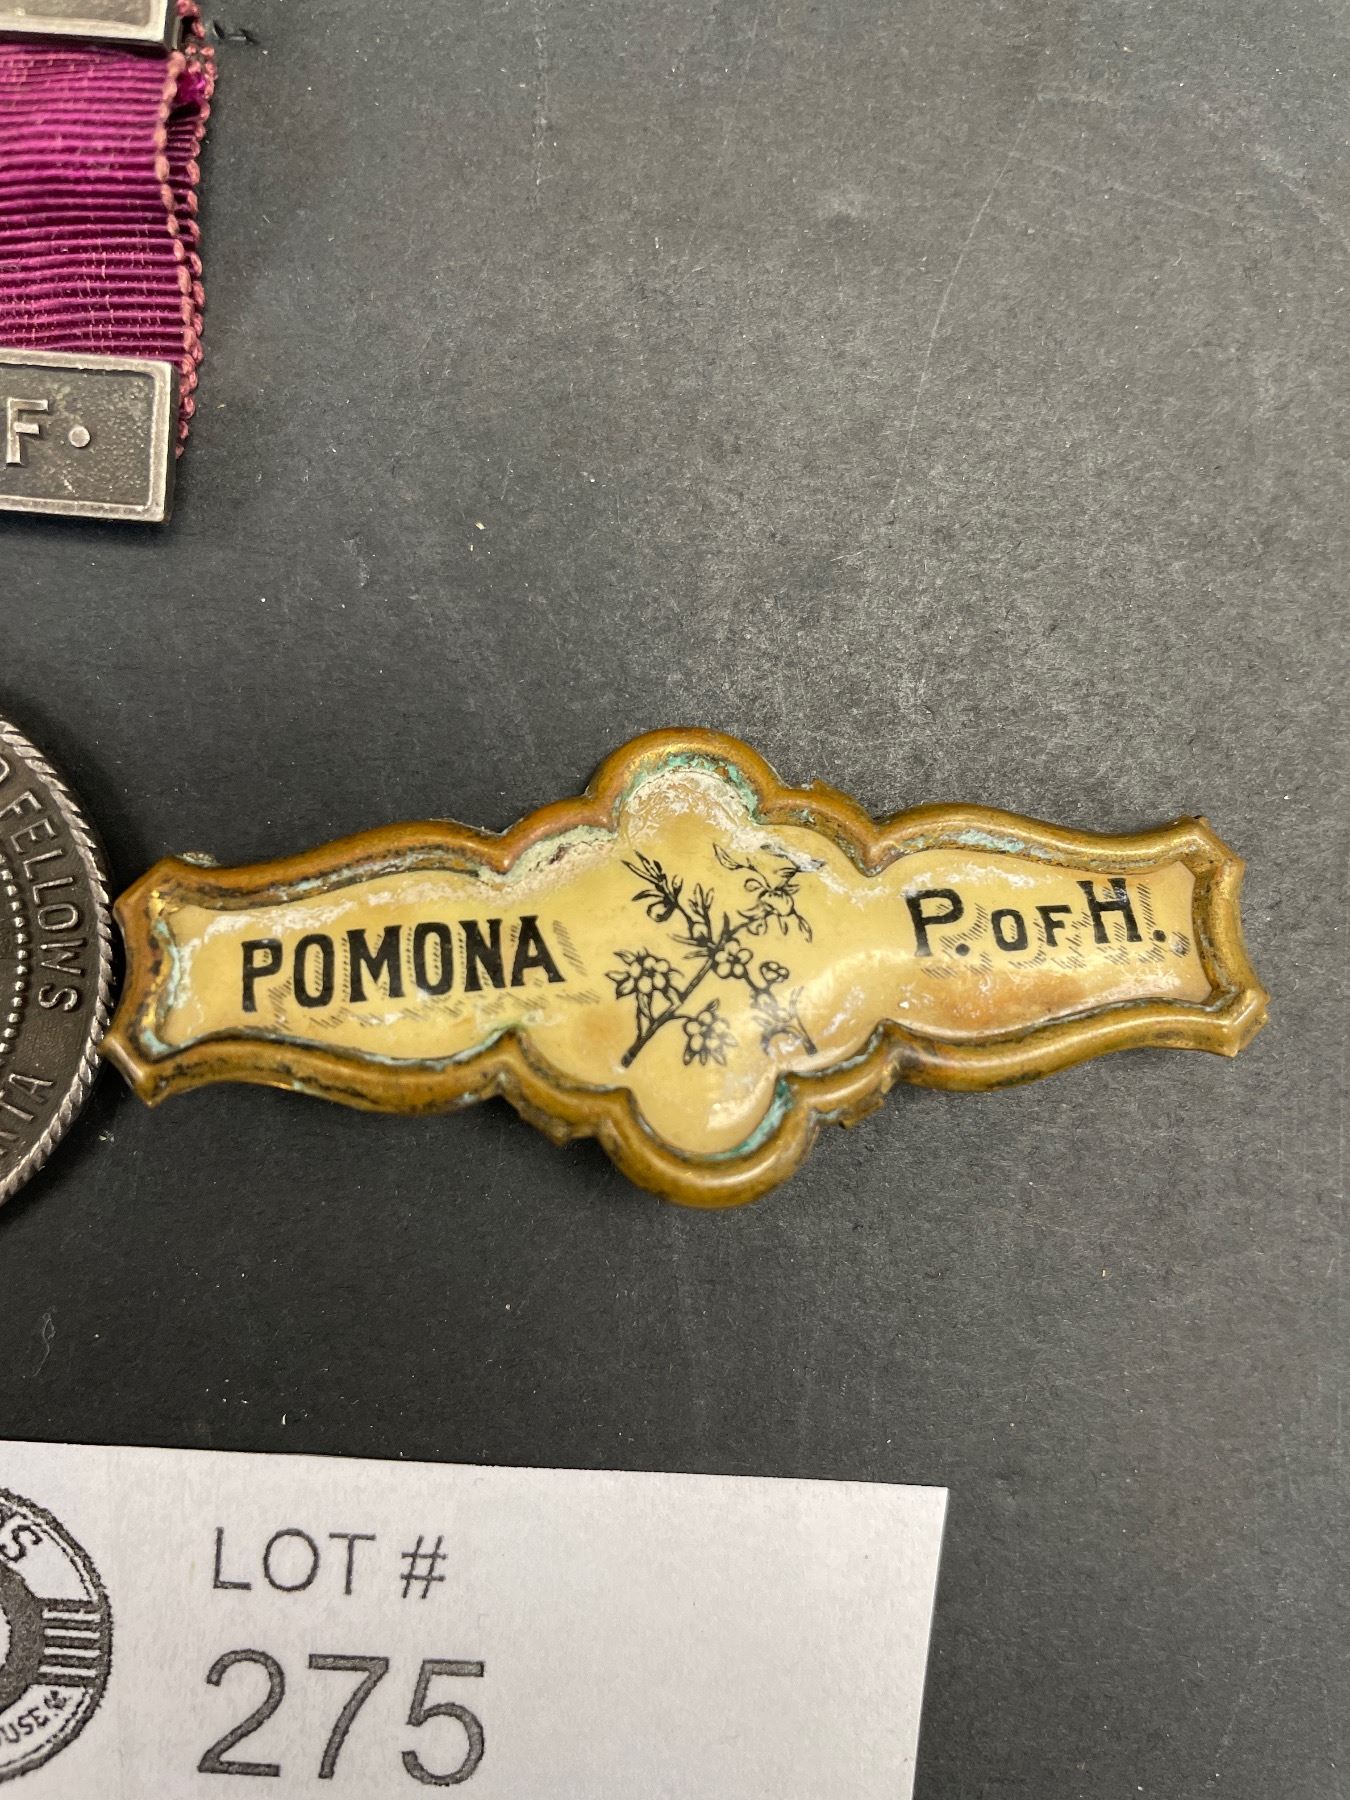 F.
FELLOWS
POMONA P. OF H.
LOT #
275